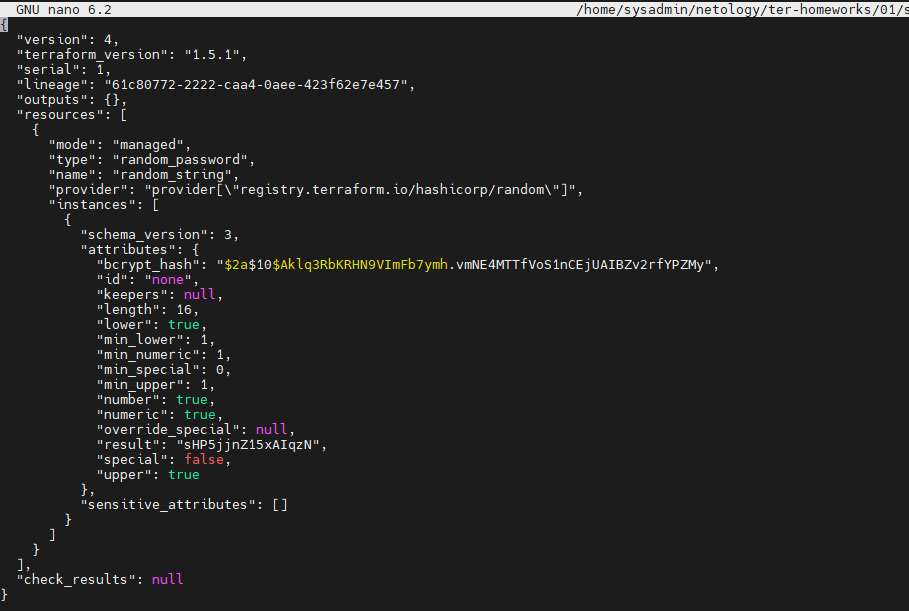 GNU nano 6.2 /home/sysadmin/netology/ter-homeworks/01/s
{
"version": 4,
"terraform_version": "1.5.1",
"serial": 1,
"lineage": "61c80772-2222-caa4-0aee-423f62e7e457",
"outputs": {},
"resources": [
{
"mode": "managed",
"type": "random_password",
"name": "random_string",
"provider": "provider[\"registry.terraform.io/hashicorp/random\"]",
"instances": [
{
"schema_version": 3,
"attributes": {
"bcrypt_hash": "$2a$10$Aklq3RbKRHN9VImFb7ymh.vmNE4MTTfVoS1nCEjUAIBZv2rfYPZMy",
"id": "none",
"keepers": null,
"length": 16,
"lower": true,
"min_lower": 1,
"min_numeric": 1,
"min_special": 0,
"min_upper": 1,
"number": true,
"numeric": true,
"override_special": null,
"result": "sHP5jjnZ15xAIqzN",
"special": false,
"upper": true
},
"sensitive_attributes": []
}
]
}
],
"check_results": null
}